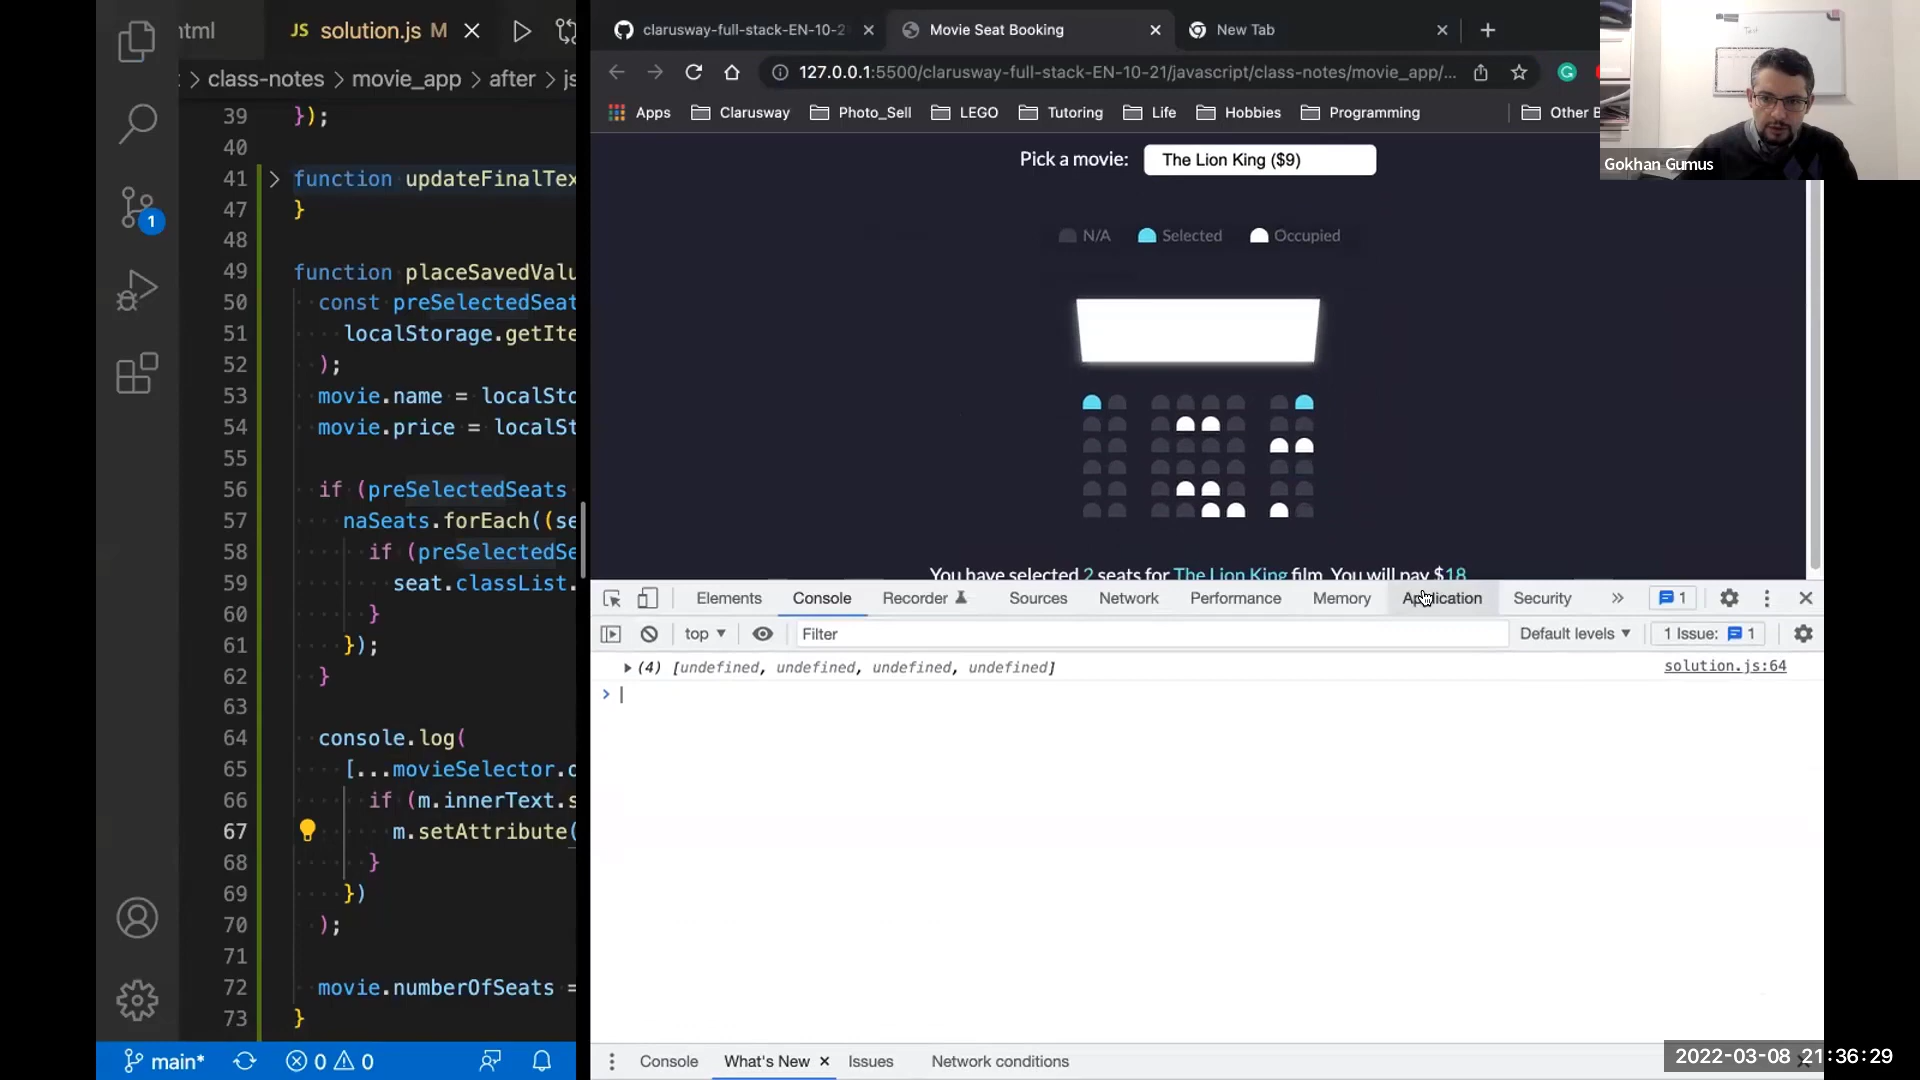 ntml
JS solution.js M
class-notes > movie_app > after > js
39 });
40
41 function updateFinalTex
47 }
48
49 function placeSavedValu
50 const preSelectedSeat
51 localStorage.getIte
52 );
53 movie.name = localSto
54 movie.price = localSt
55
56 if (preSelectedSeats
57 naSeats.forEach((se
58 if (preSelectedSe
59 seat.classList.
60 }
61 });
62 }
63
64 console.log(
65 [...movieSelector.o
66 if (m.innerText.s
67 m.setAttribute(
68 }
69 })
70 );
71
72 movie.numberOfSeats =
73 }
1
main* 0 0
clarusway-full-stack-EN-10-2
Movie Seat Booking
New Tab
127.0.0.1:5500/clarusway-full-stack-EN-10-21/javascript/class-notes/movie_app/...
Apps Clarusway Photo_Sell LEGO Tutoring Life Hobbies Programming Other B
Gokhan Gumus
Pick a movie: The Lion King ($9)
N/A Selected Occupied
You have selected 2 seats for The Lion King film. You will pay $18
Elements Console Recorder Sources Network Performance Memory Application Security » 1
top Filter Default levels 1 Issue: 1
(4) [undefined, undefined, undefined, undefined] solution.js:64
>
Console What's New Issues Network conditions
2022-03-08 21:36:29